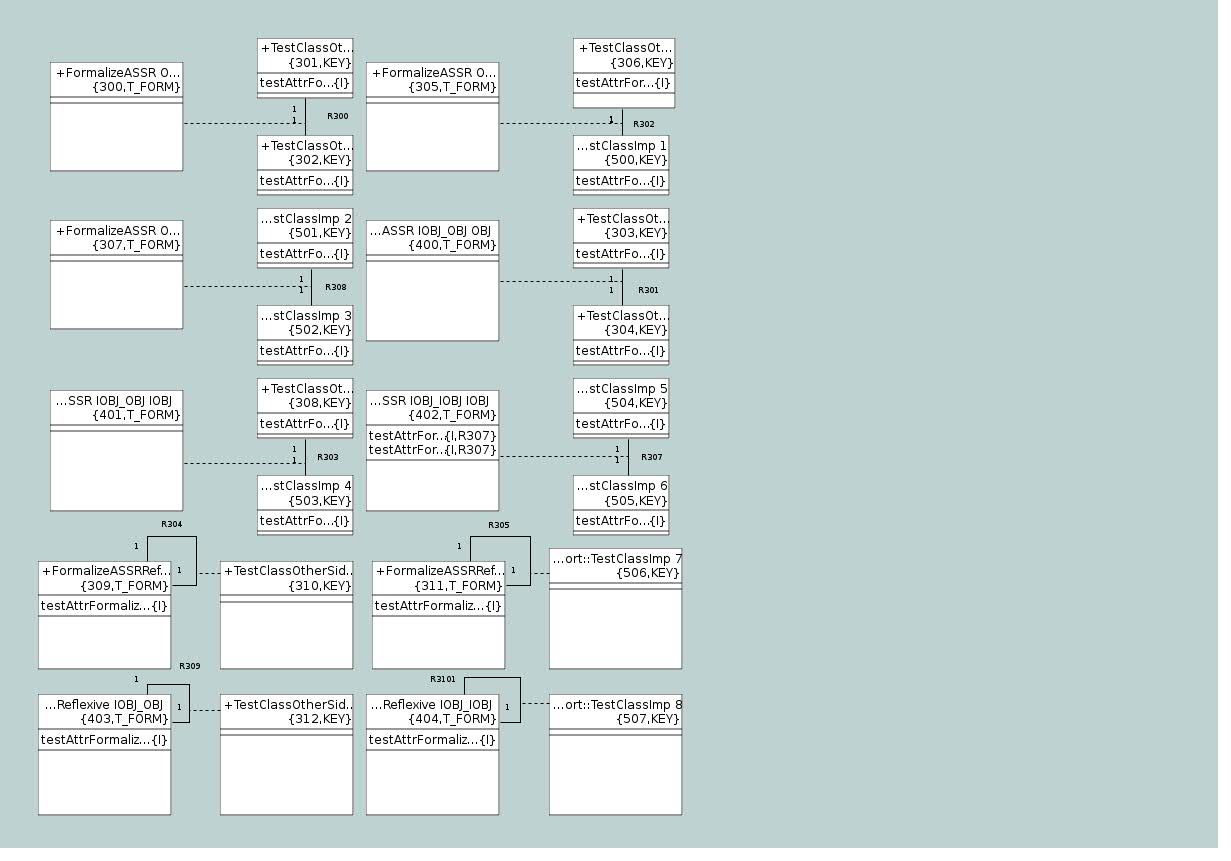 +FormalizeASSR O...
{300,T_FORM}
+TestClassOt...
{301,KEY}
testAttrFo...{I}
1
1
R300
+TestClassOt...
{302,KEY}
testAttrFo...{I}
+FormalizeASSR O...
{305,T_FORM}
+TestClassOt...
{306,KEY}
testAttrFo...{I}
1
R302
...stClassImp 1
{500,KEY}
testAttrFo...{I}
+FormalizeASSR O...
{307,T_FORM}
...stClassImp 2
{501,KEY}
testAttrFo...{I}
1
1
R308
...stClassImp 3
{502,KEY}
testAttrFo...{I}
...ASSR IOBJ_OBJ OBJ
{400,T_FORM}
+TestClassOt...
{303,KEY}
testAttrFo...{I}
1
1
R301
+TestClassOt...
{304,KEY}
testAttrFo...{I}
...SSR IOBJ_OBJ IOBJ
{401,T_FORM}
+TestClassOt...
{308,KEY}
testAttrFo...{I}
1
1
R303
...stClassImp 4
{503,KEY}
testAttrFo...{I}
...SSR IOBJ_IOBJ IOBJ
{402,T_FORM}
testAttrFor...{I,R307}
testAttrFor...{I,R307}
...stClassImp 5
{504,KEY}
testAttrFo...{I}
1
1
R307
...stClassImp 6
{505,KEY}
testAttrFo...{I}
R304
1
+FormalizeASSRRef...
{309,T_FORM}
testAttrFormaliz...{I}
1
+TestClassOtherSid..
{310,KEY}
R305
1
+FormalizeASSRRef...
{311,T_FORM}
testAttrFormaliz...{I}
1
...ort::TestClassImp 7
{506,KEY}
R309
1
...Reflexive IOBJ_OBJ
{403,T_FORM}
testAttrFormaliz...{I}
1
+TestClassOtherSid..
{312,KEY}
R3101
...Reflexive IOBJ_IOBJ
{404,T_FORM}
testAttrFormaliz...{I}
1
...ort::TestClassImp 8
{507,KEY}